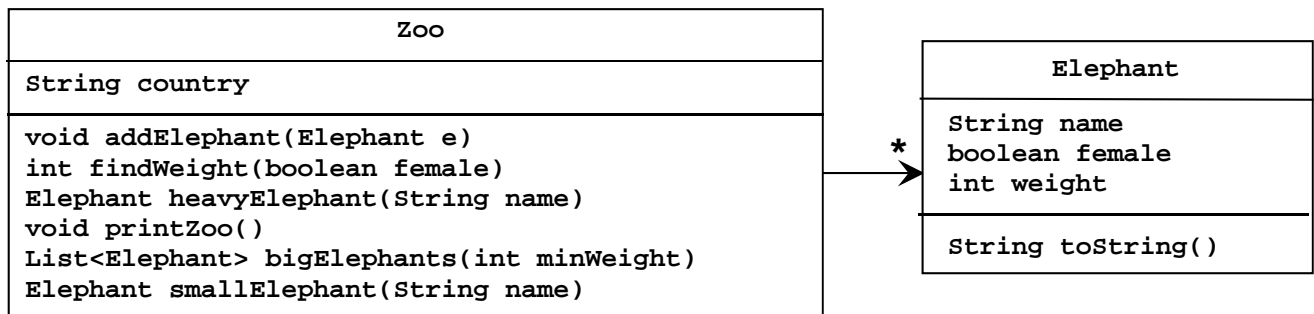 Zoo
String country
void addElephant(Elephant e)
int findWeight(boolean female)
Elephant heavyElephant(String name)
void printZoo()
List<Elephant> bigElephants(int minWeight)
Elephant smallElephant(String name)
*
Elephant
String name
boolean female
int weight
String toString()